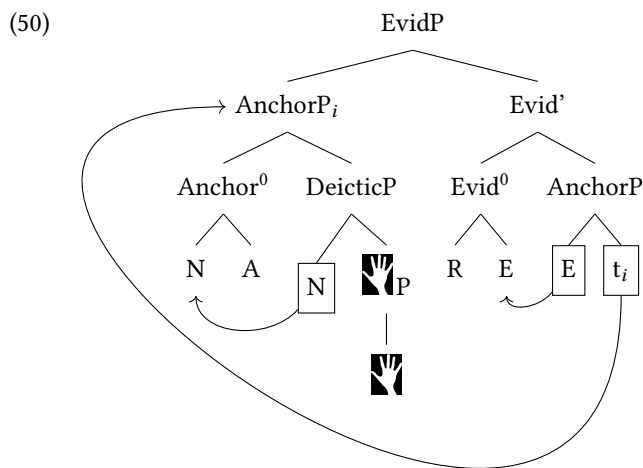 (50) EvidP
AnchorPᵢ Evid'
Anchor⁰ DeicticP Evid⁰ AnchorP
N A N P R E E tᵢ